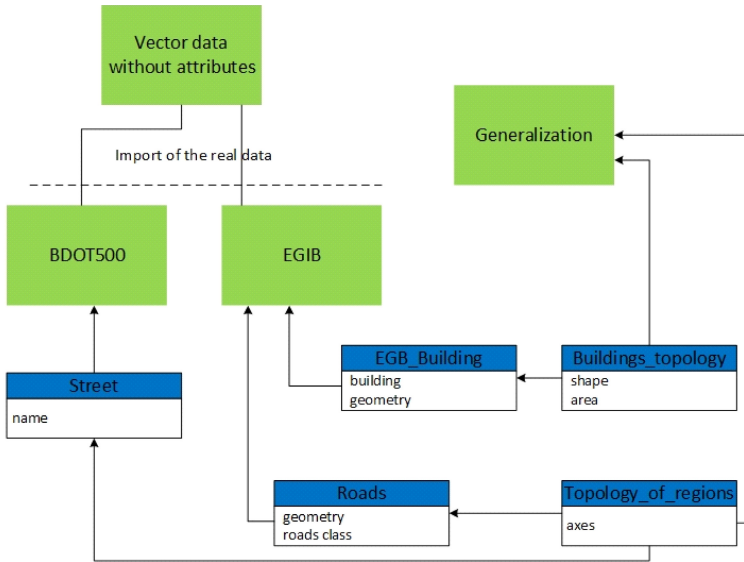 Vector data
without attributes
Generalization
Import of the real data
BDOT500
EGIB
EGB_Building
building
geometry
Buildings_topology
shape
area
Street
name
Roads
geometry
roads class
Topology_of_regions
axes